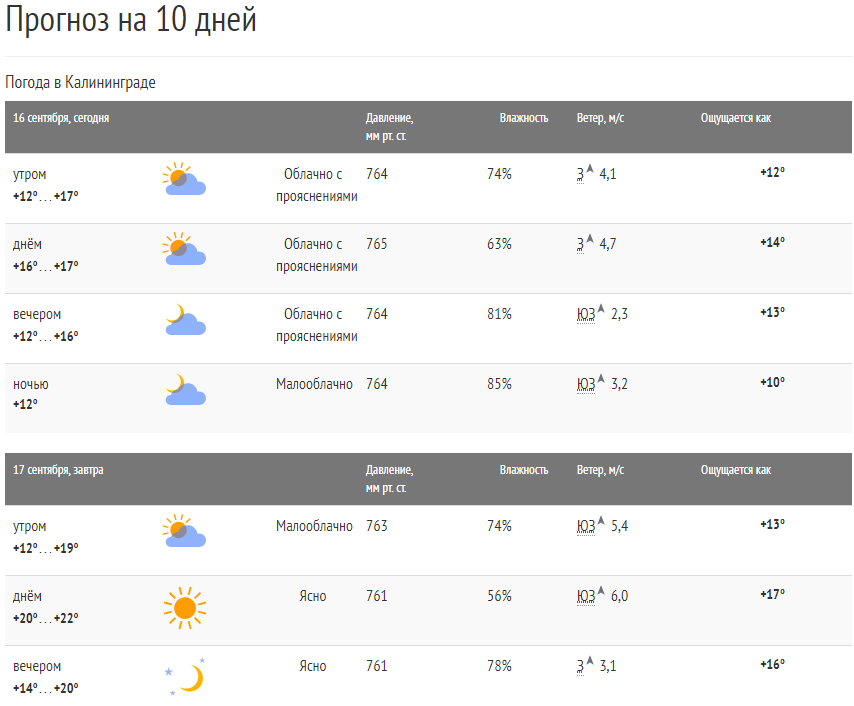 Прогноз на 10 дней
Погода в Калининграде
16 сентября, сегодня Давление, Влажность Ветер, м/с Ощущается как
мм рт. ст.
утром Облачно с 764 74% З 4,1 +12°
+12°...+17° прояснениями
днём Облачно с 765 63% З 4,7 +14°
+16°...+17° прояснениями
вечером Облачно с 764 81% ЮЗ 2,3 +13°
+12°...+16° прояснениями
ночью Малооблачно 764 85% ЮЗ 3,2 +10°
+12°
17 сентября, завтра Давление, Влажность Ветер, м/с Ощущается как
мм рт. ст.
утром Малооблачно 763 74% ЮЗ 5,4 +13°
+12°...+19°
днём Ясно 761 56% ЮЗ 6,0 +17°
+20°...+22°
вечером Ясно 761 78% З 3,1 +16°
+14°...+20°